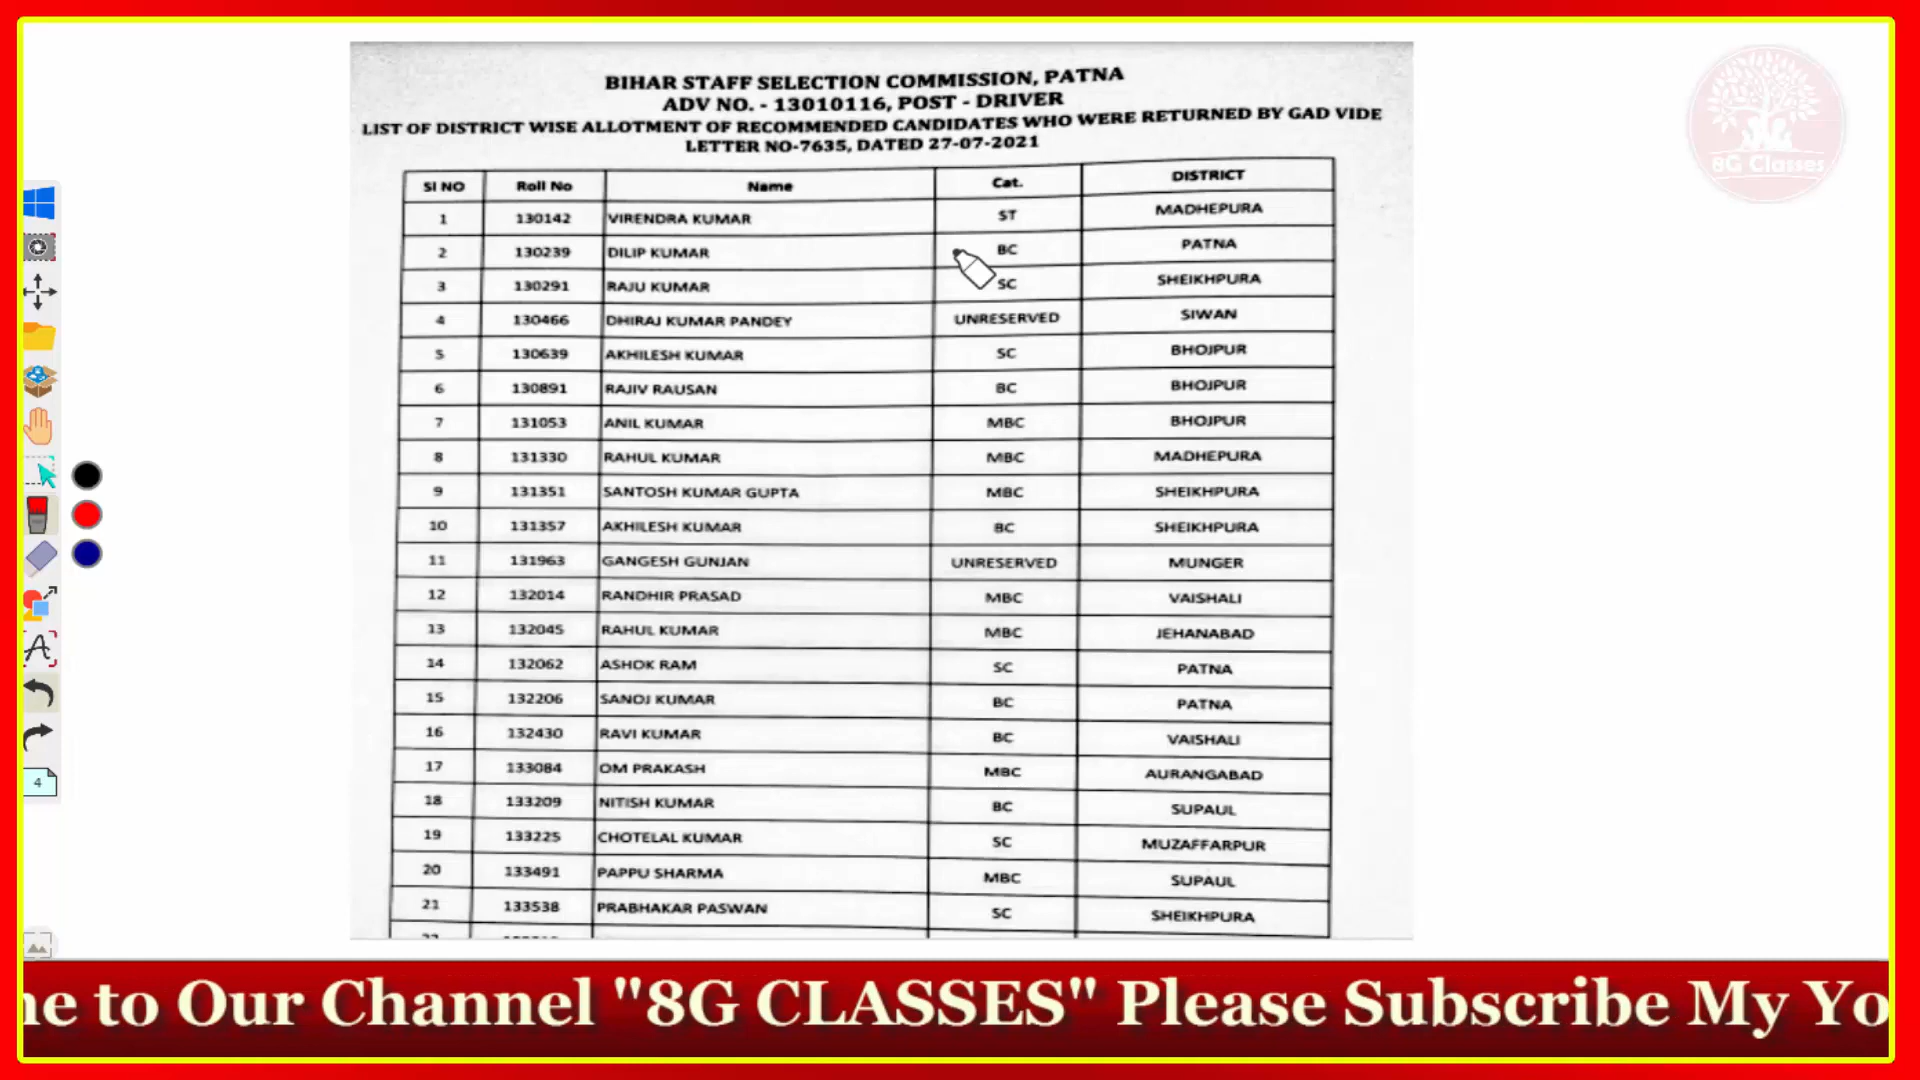 BIHAR STAFF SELECTION COMMISSION, PATNA
ADV NO. - 13010116, POST - DRIVER
LIST OF DISTRICT WISE ALLOTMENT OF RECOMMENDED CANDIDATES WHO WERE RETURNED BY GAD VIDE
LETTER NO-7635, DATED 27-07-2021
SI NO Roll No Name Cat. DISTRICT
1 130142 VIRENDRA KUMAR ST MADHEPURA
2 130239 DILIP KUMAR BC PATNA
3 130291 RAJU KUMAR SC SHEIKHPURA
4 130466 DHIRAJ KUMAR PANDEY UNRESERVED SIWAN
5 130639 AKHILESH KUMAR SC BHOJPUR
6 130891 RAJIV RAUSAN BC BHOJPUR
7 131053 ANIL KUMAR MBC BHOJPUR
8 131330 RAHUL KUMAR MBC MADHEPURA
9 131351 SANTOSH KUMAR GUPTA MBC SHEIKHPURA
10 131357 AKHILESH KUMAR BC SHEIKHPURA
11 131963 GANGESH GUNJAN UNRESERVED MUNGER
12 132014 RANDHIR PRASAD MBC VAISHALI
13 132045 RAHUL KUMAR MBC JEHANABAD
14 132062 ASHOK RAM SC PATNA
15 132206 SANOJ KUMAR BC PATNA
16 132430 RAVI KUMAR BC VAISHALI
17 133084 OM PRAKASH MBC AURANGABAD
18 133209 NITISH KUMAR BC SUPAUL
19 133225 CHOTELAL KUMAR SC MUZAFFARPUR
20 133491 PAPPU SHARMA MBC SUPAUL
21 133538 PRABHAKAR PASWAN SC SHEIKHPURA
8G Classes
4
ne to Our Channel "8G CLASSES" Please Subscribe My Yo